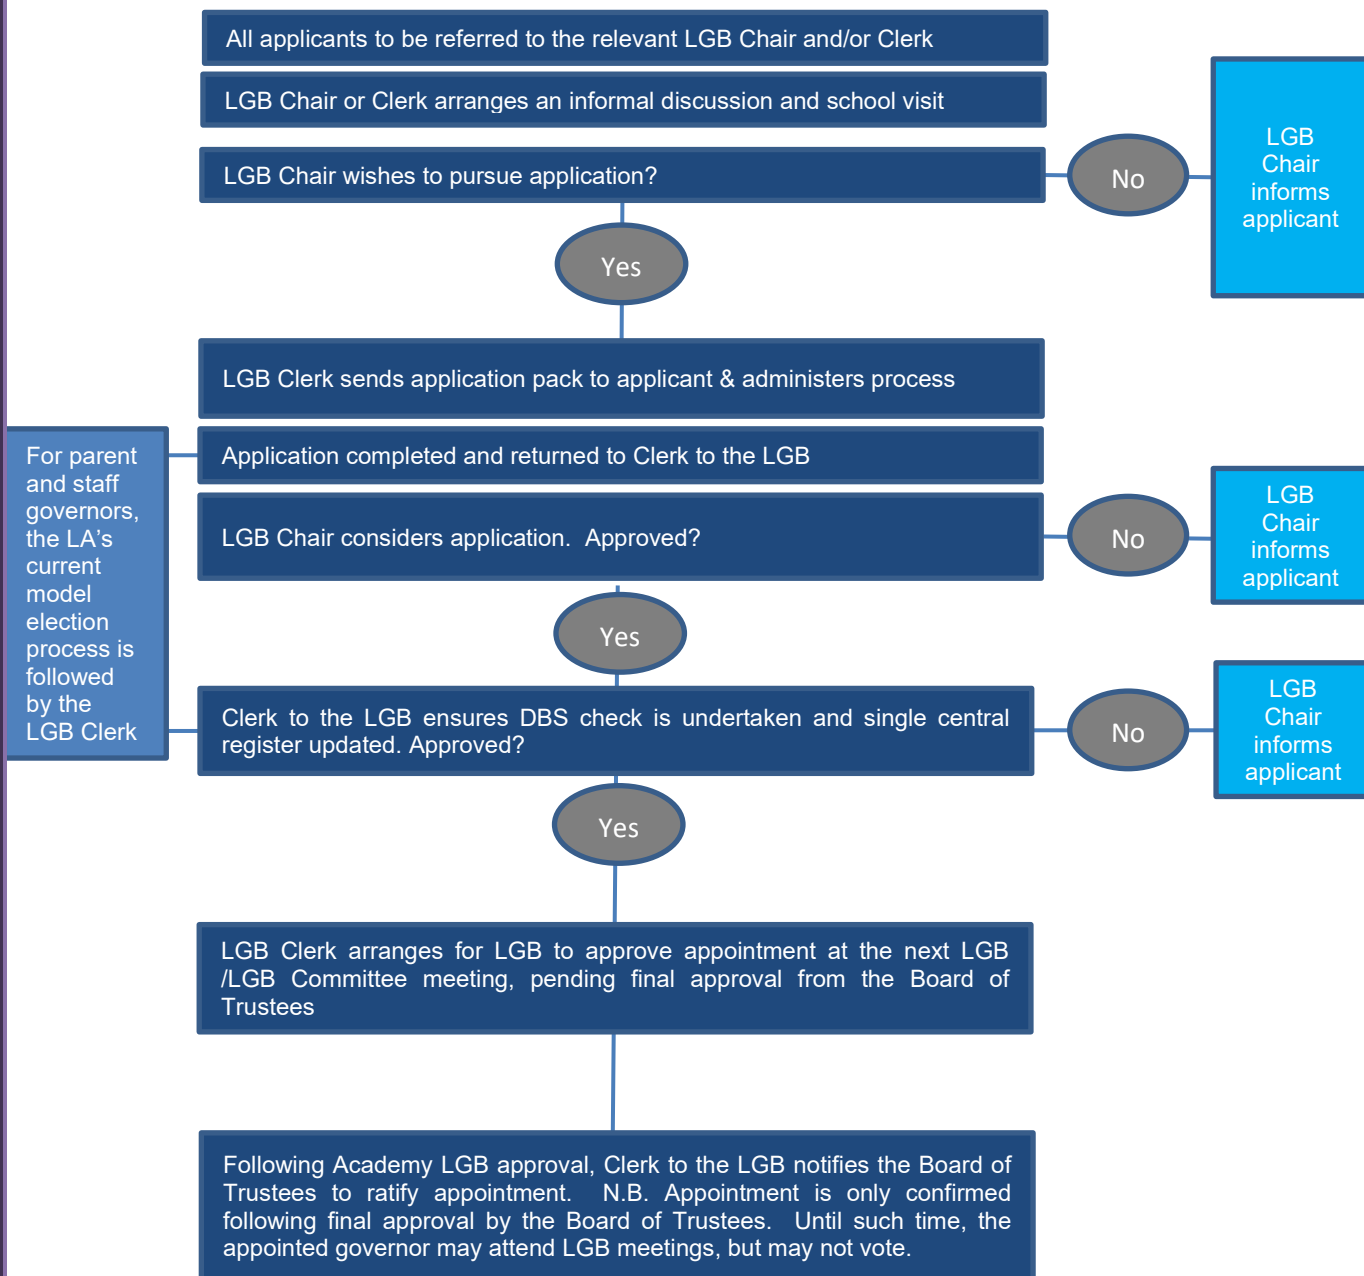 All applicants to be referred to the relevant LGB Chair and/or Clerk
LGB Chair or Clerk arranges an informal discussion and school visit
LGB Chair wishes to pursue application?
No
LGB
Chair
informs
applicant
Yes
LGB Clerk sends application pack to applicant & administers process
For parent
and staff
governors,
the LA’s
current
model
election
process is
followed
by the
LGB Clerk
Application completed and returned to Clerk to the LGB
LGB Chair considers application.  Approved?
No
LGB
Chair
informs
applicant
Yes
Clerk to the LGB ensures DBS check is undertaken and single central
register updated. Approved?
No
LGB
Chair
informs
applicant
Yes
LGB Clerk arranges for LGB to approve appointment at the next LGB
/LGB Committee meeting, pending final approval from the Board of
Trustees
Following Academy LGB approval, Clerk to the LGB notifies the Board of
Trustees to ratify appointment.  N.B. Appointment is only confirmed
following final approval by the Board of Trustees.  Until such time, the
appointed governor may attend LGB meetings, but may not vote.